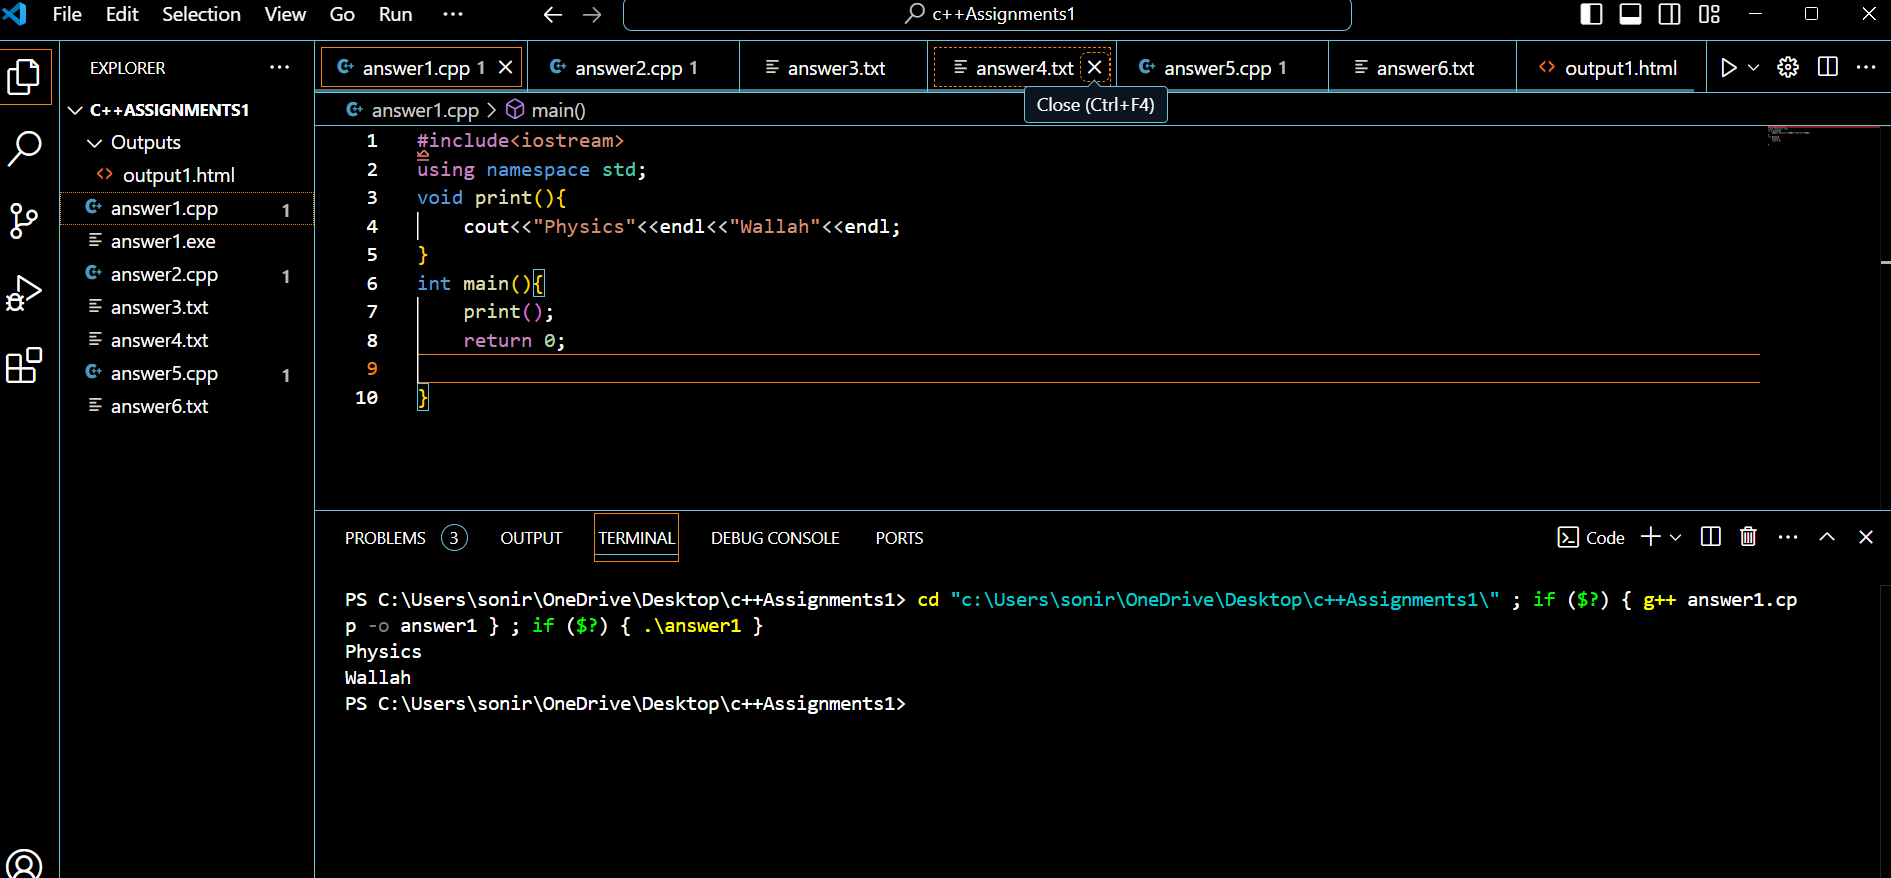 File Edit Selection View Go Run ··· c++Assignments1
EXPLORER ···
C++ASSIGNMENTS1
Outputs
output1.html
answer1.cpp 1
answer1.exe
answer2.cpp 1
answer3.txt
answer4.txt
answer5.cpp 1
answer6.txt
answer1.cpp 1 answer2.cpp 1 answer3.txt answer4.txt answer5.cpp 1 answer6.txt output1.html
Close (Ctrl+F4)
answer1.cpp > main()
1 #include<iostream>
2 using namespace std;
3 void print(){
4 cout<<"Physics"<<endl<<"Wallah"<<endl;
5 }
6 int main(){
7 print();
8 return 0;
9
10 }
PROBLEMS 3 OUTPUT TERMINAL DEBUG CONSOLE PORTS Code
PS C:\Users\sonir\OneDrive\Desktop\c++Assignments1> cd "c:\Users\sonir\OneDrive\Desktop\c++Assignments1\" ; if ($?) { g++ answer1.cp
p -o answer1 } ; if ($?) { .\answer1 }
Physics
Wallah
PS C:\Users\sonir\OneDrive\Desktop\c++Assignments1>